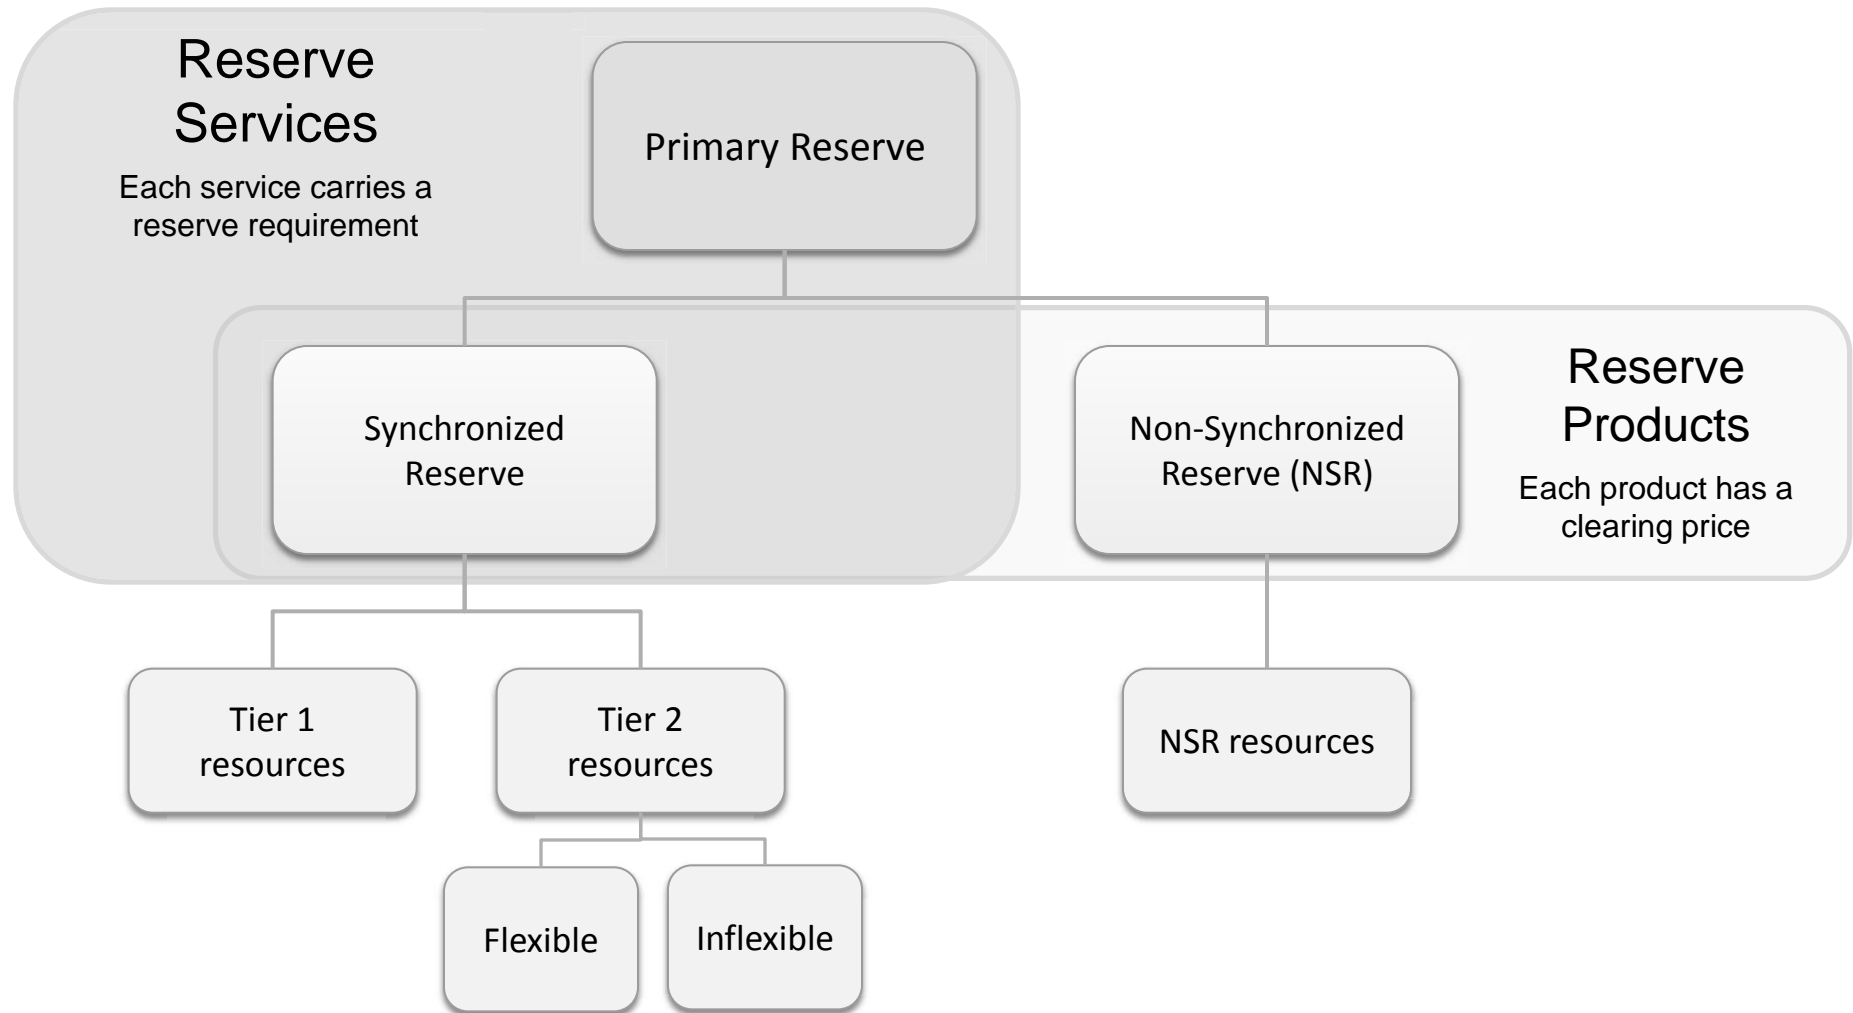 Reserve
Services
Each service carries a
reserve requirement
Primary Reserve
Synchronized
Reserve
Non-Synchronized
Reserve (NSR)
Reserve
Products
Each product has a
clearing price
Tier 1
resources
Tier 2
resources
NSR resources
Flexible
Inflexible